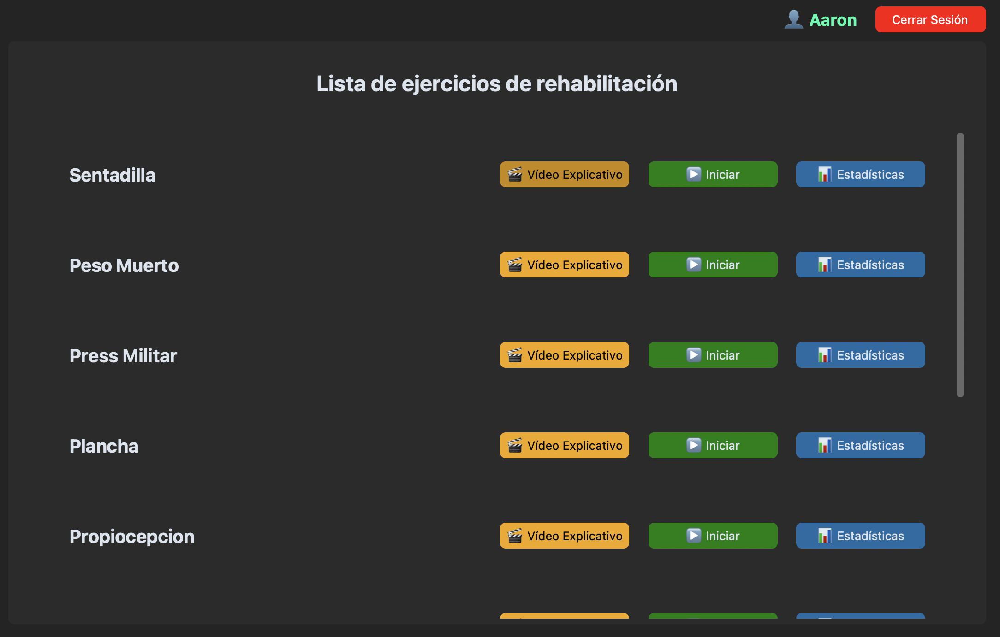 Aaron Cerrar Sesión
Lista de ejercicios de rehabilitación
Sentadilla Vídeo Explicativo Iniciar Estadísticas
Peso Muerto Vídeo Explicativo Iniciar Estadísticas
Press Militar Vídeo Explicativo Iniciar Estadísticas
Plancha Vídeo Explicativo Iniciar Estadísticas
Propiocepcion Vídeo Explicativo Iniciar Estadísticas